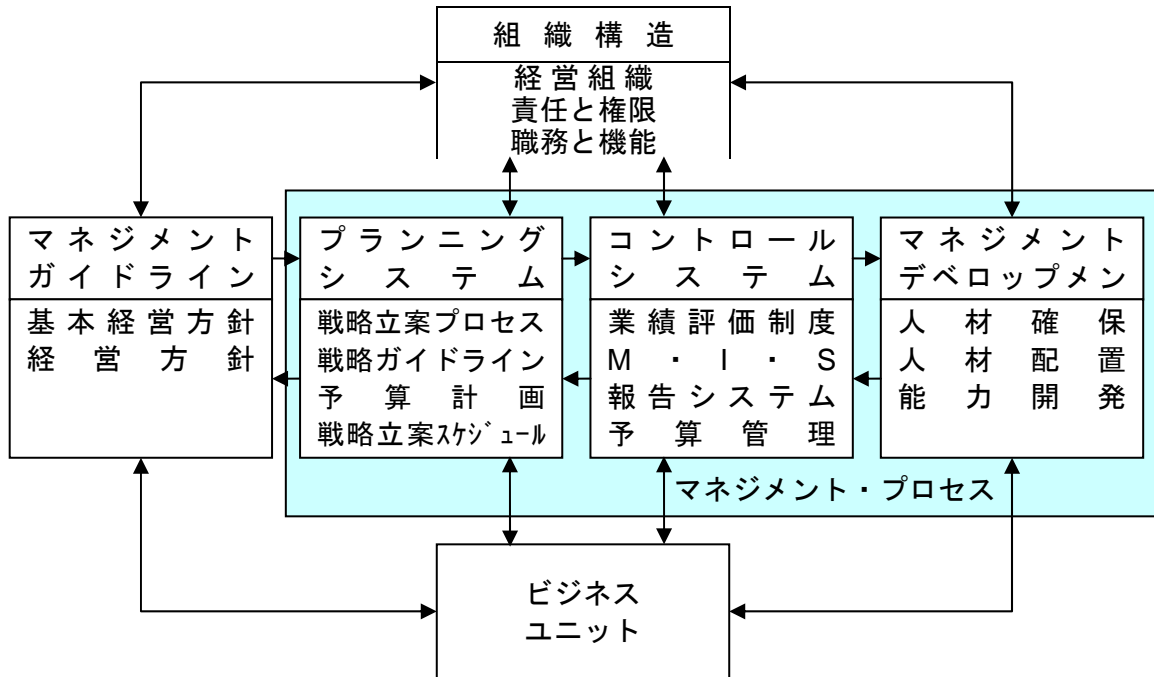 組織構造
経営組織
責任と権限
職務と機能
マネジメント
ガイドライン
基本経営方針
経営方針
プランニング
システム
戦略立案プロセス
戦略ガイドライン
予算計画
戦略立案ｽｹｼﾞｭｰﾙ
コントロール
システム
業績評価制度
M・I・S
報告システム
予算管理
マネジメント
デベロップメン
人材確保
人材配置
能力開発
マネジメント・プロセス
ビジネス
ユニット